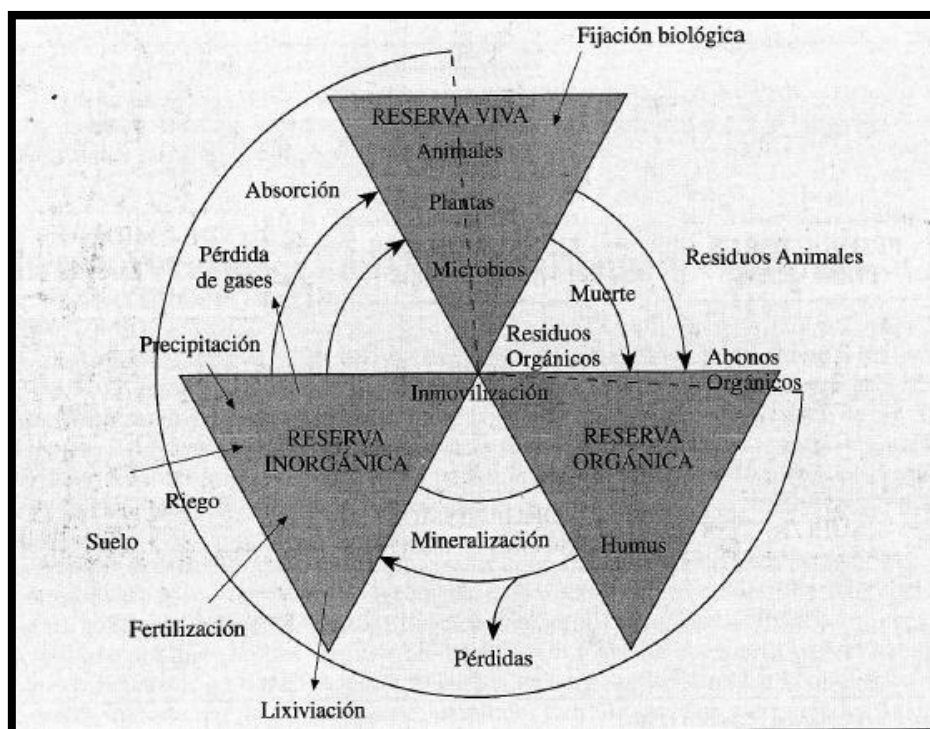 Fijación biológica
RESERVA VIVA
Animales
Absorción
Plantas
Pérdida
de gases
Microbios
Residuos Animales
Muerte
Precipitación
Residuos
Orgánicos
Abonos
Orgánicos
Inmovilización
RESERVA
INORGÁNICA
RESERVA
ORGÁNICA
Riego
Suelo
Mineralización
Humus
Fertilización
Pérdidas
Lixiviación